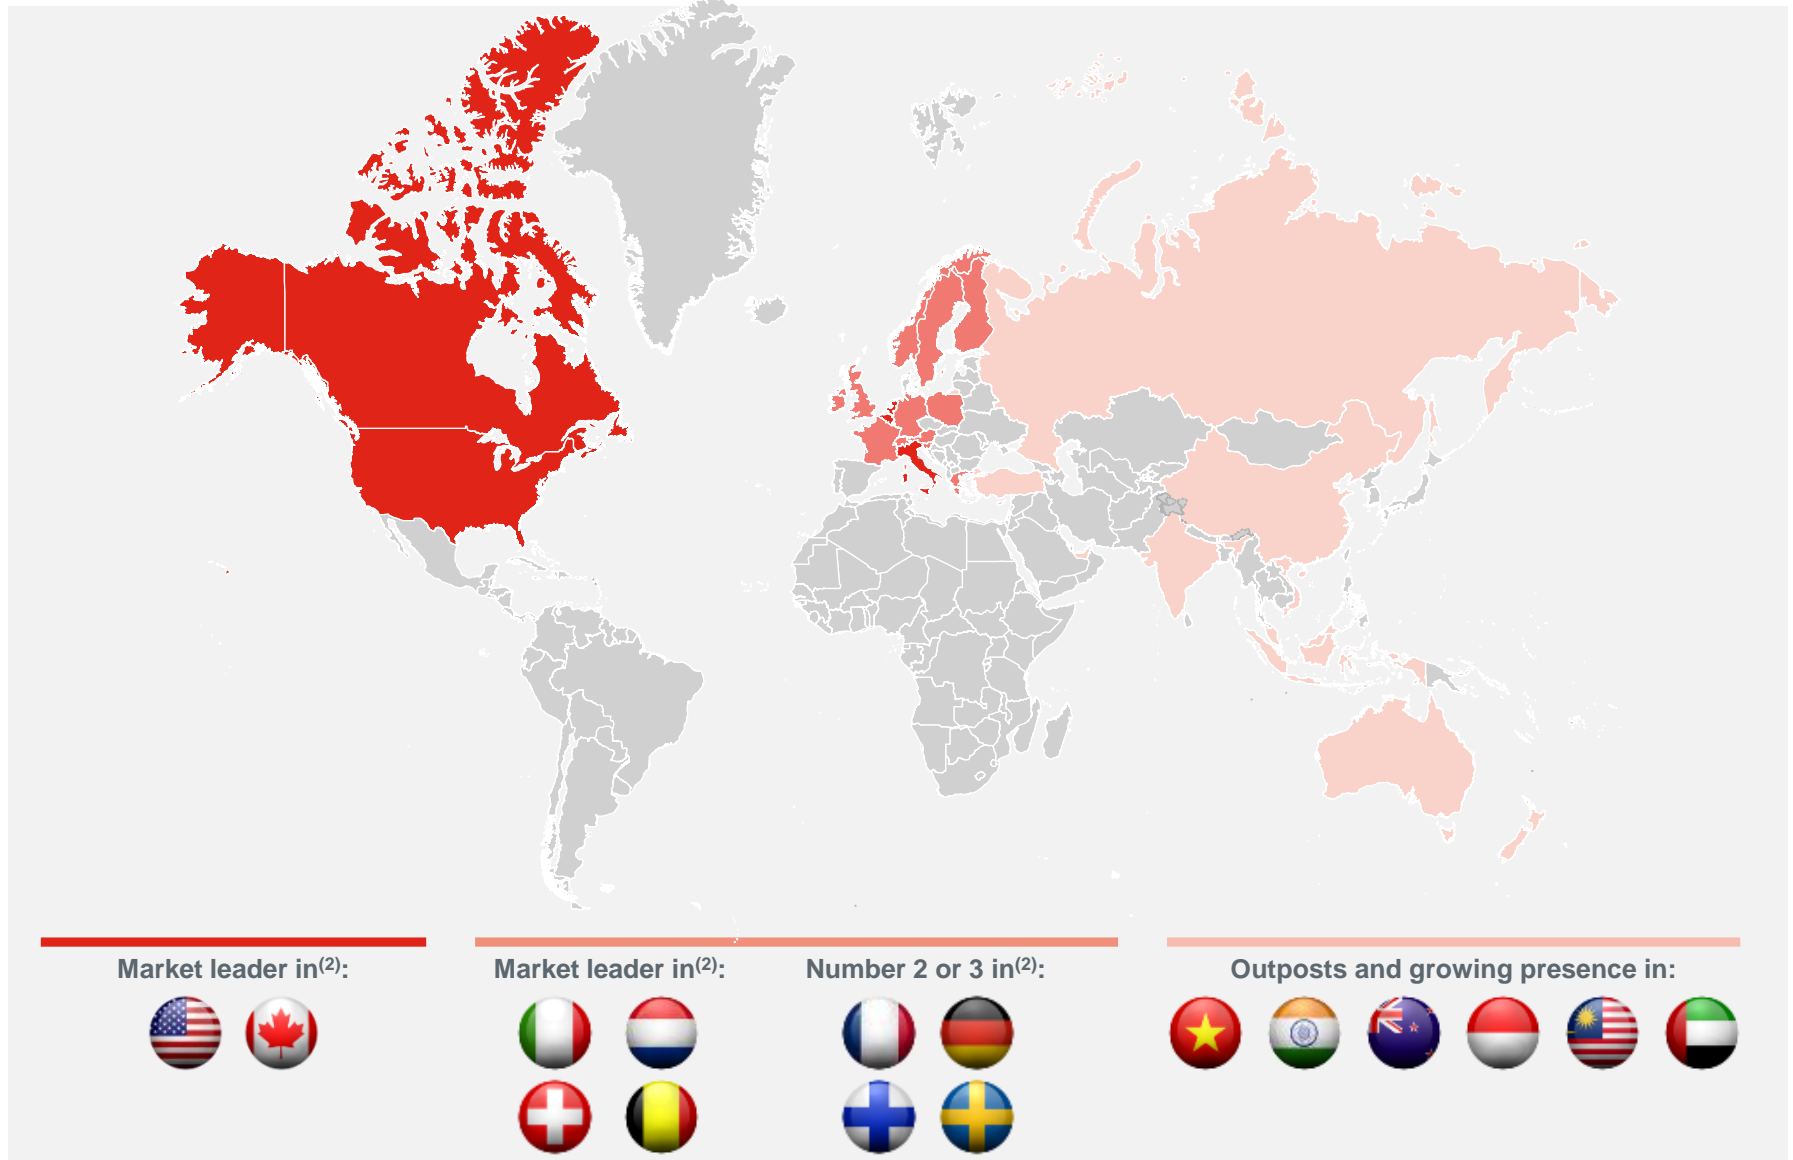 Market leader in(2):
Market leader in(2):
Number 2 or 3 in(2):
Outposts and growing presence in: